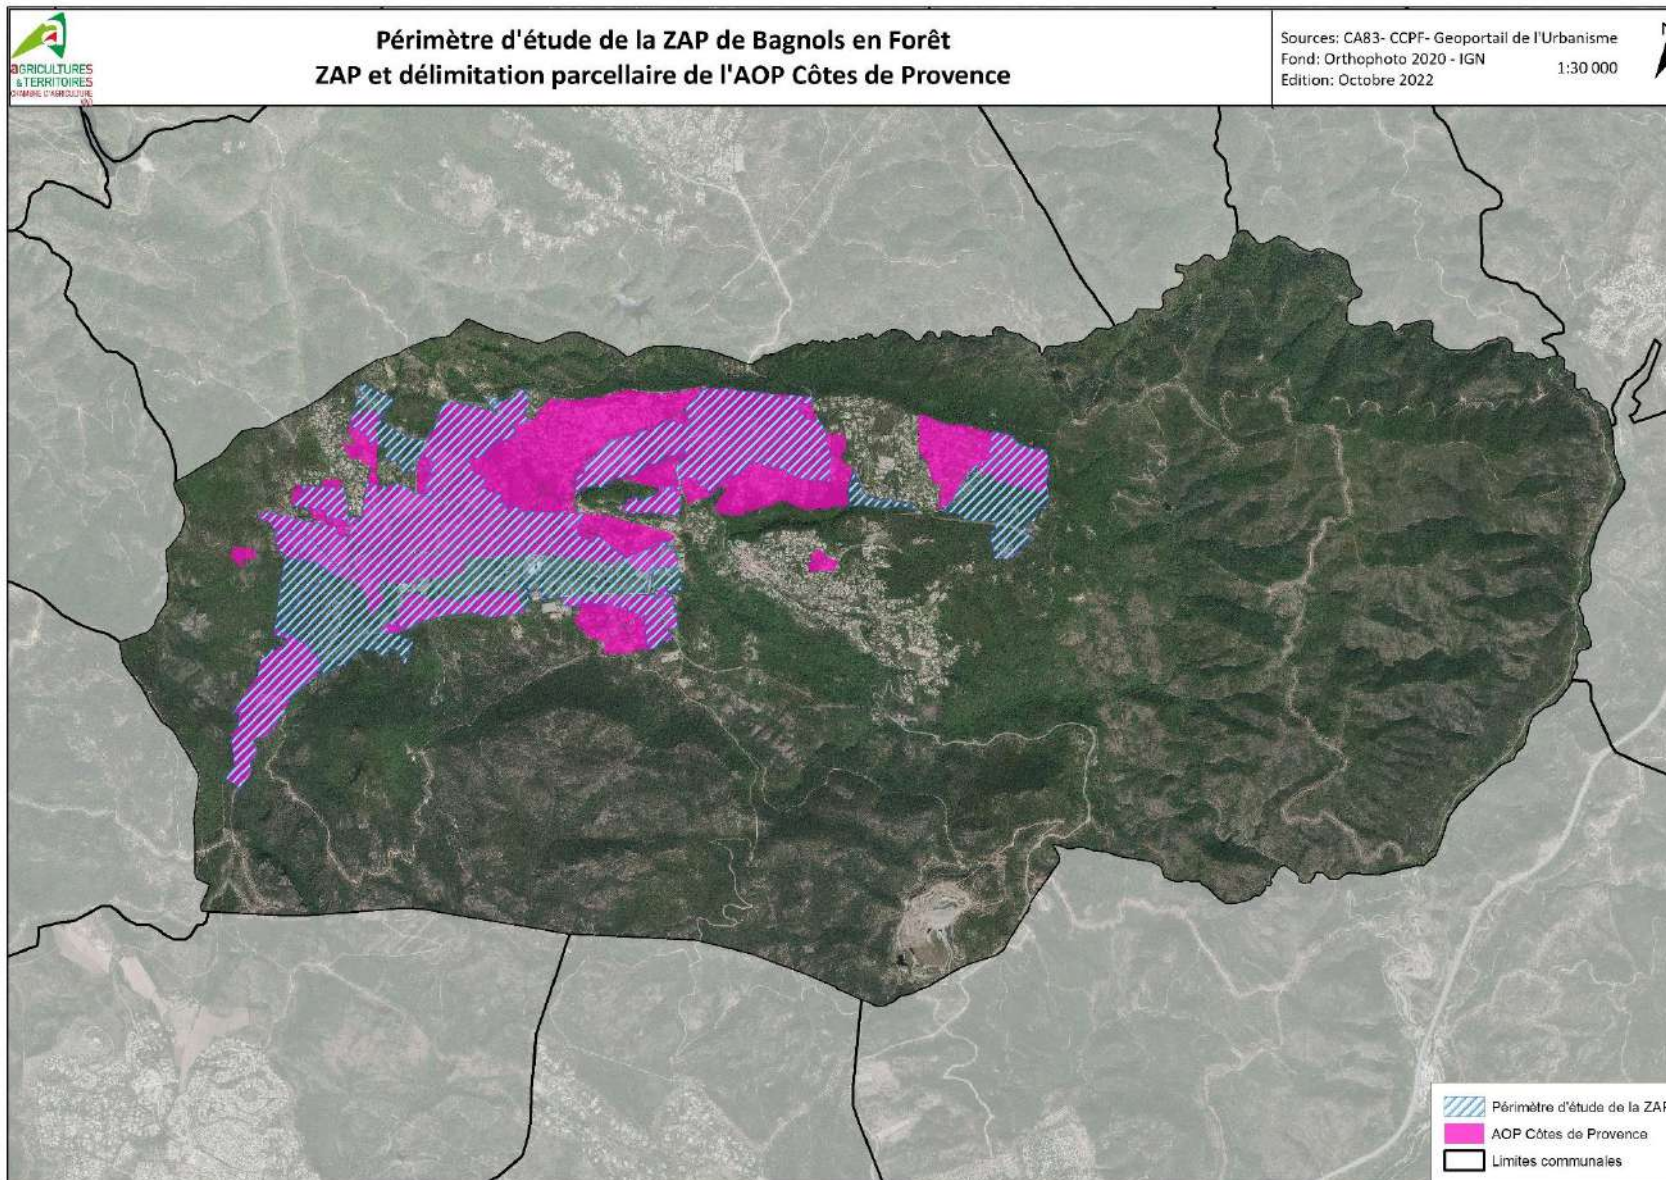 AGRICULTURES
& TERRITOIRES
CHAMBRE D'AGRICULTURE
Périmètre d'étude de la ZAP de Bagnols en Forêt
ZAP et délimitation parcellaire de l'AOP Côtes de Provence
Sources: CA83- CCPF- Geoportail de l'Urbanisme
Fond: Orthophoto 2020 - IGN
1:30 000
Edition: Octobre 2022
Périmètre d'étude de la ZAP
AOP Côtes de Provence
Limites communales